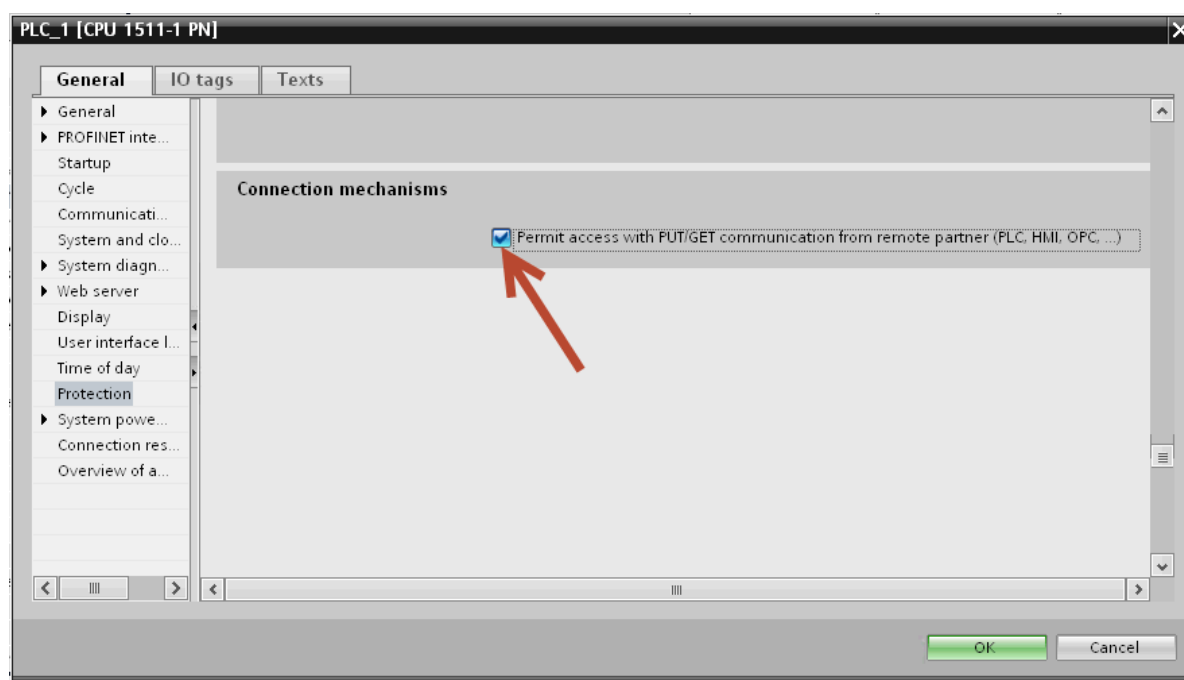 PLC_1 [CPU 1511-1 PN]
General
IO tags
Texts
General
PROFINET inte...
Startup
Cycle
Communicati...
System and clo...
System diagn...
Web server
Display
User interface l...
Time of day
Protection
System powe...
Connection res...
Overview of a...
Connection mechanisms
Permit access with PUT/GET communication from remote partner (PLC, HMI, OPC, ...)
OK
Cancel